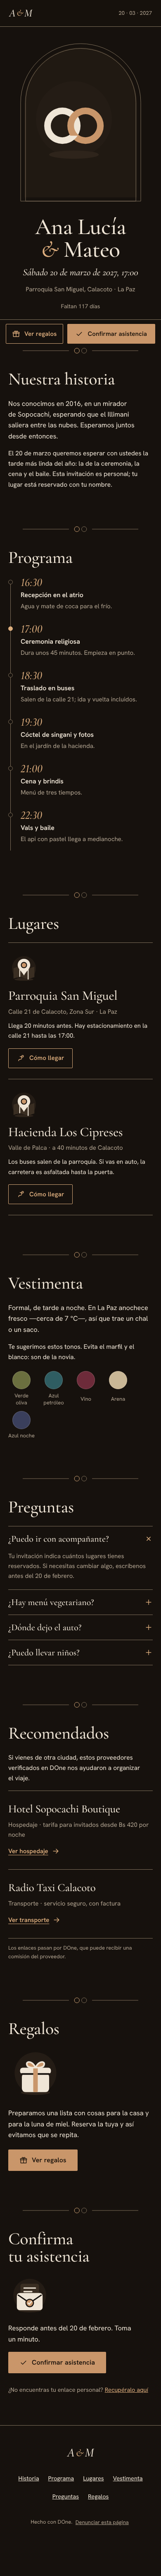 A&M
20 · 03 · 2027
Ana Lucía
& Mateo
Sábado 20 de marzo de 2027, 17:00
Parroquia San Miguel, Calacoto · La Paz
Faltan 117 días
Ver regalos
Confirmar asistencia
Nuestra historia
Nos conocimos en 2016, en un mirador
de Sopocachi, esperando que el Illimani
saliera entre las nubes. Esperamos juntos
desde entonces.
El 20 de marzo queremos esperar con ustedes la
tarde más linda del año: la de la ceremonia, la
cena y el baile. Esta invitación es personal; tu
lugar está reservado con tu nombre.
Programa
16:30
Recepción en el atrio
Agua y mate de coca para el frío.
17:00
Ceremonia religiosa
Dura unos 45 minutos. Empieza en punto.
18:30
Traslado en buses
Salen de la calle 21; ida y vuelta incluidos.
19:30
Cóctel de singani y fotos
En el jardín de la hacienda.
21:00
Cena y brindis
Menú de tres tiempos.
22:30
Vals y baile
El api con pastel llega a medianoche.
Lugares
Parroquia San Miguel
Calle 21 de Calacoto, Zona Sur · La Paz
Llega 20 minutos antes. Hay estacionamiento en la
calle 21 hasta las 17:00.
Cómo llegar
Hacienda Los Cipreses
Valle de Palca · a 40 minutos de Calacoto
Los buses salen de la parroquia. Si vas en auto, la
carretera es asfaltada hasta la puerta.
Cómo llegar
Vestimenta
Formal, de tarde a noche. En La Paz anochece
fresco —cerca de 7 °C—, así que trae un chal
o un saco.
Te sugerimos estos tonos. Evita el marfil y el
blanco: son de la novia.
Verde
oliva
Azul
petróleo
Vino
Arena
Azul noche
Preguntas
¿Puedo ir con acompañante?
Tu invitación indica cuántos lugares tienes
reservados. Si necesitas cambiar algo, escríbenos
antes del 20 de febrero.
¿Hay menú vegetariano?
¿Dónde dejo el auto?
¿Puedo llevar niños?
Recomendados
Si vienes de otra ciudad, estos proveedores
verificados en DOne nos ayudaron a organizar
el viaje.
Hotel Sopocachi Boutique
Hospedaje · tarifa para invitados desde Bs 420 por
noche
Ver hospedaje
Radio Taxi Calacoto
Transporte · servicio seguro, con factura
Ver transporte
Los enlaces pasan por DOne, que puede recibir una
comisión del proveedor.
Regalos
Preparamos una lista con cosas para la casa y
para la luna de miel. Reserva la tuya y así
evitamos que se repita.
Ver regalos
Confirma
tu asistencia
Responde antes del 20 de febrero. Toma
un minuto.
Confirmar asistencia
¿No encuentras tu enlace personal? Recupéralo aquí
A&M
Historia
Programa
Lugares
Vestimenta
Preguntas
Regalos
Hecho con DOne. Denunciar esta página